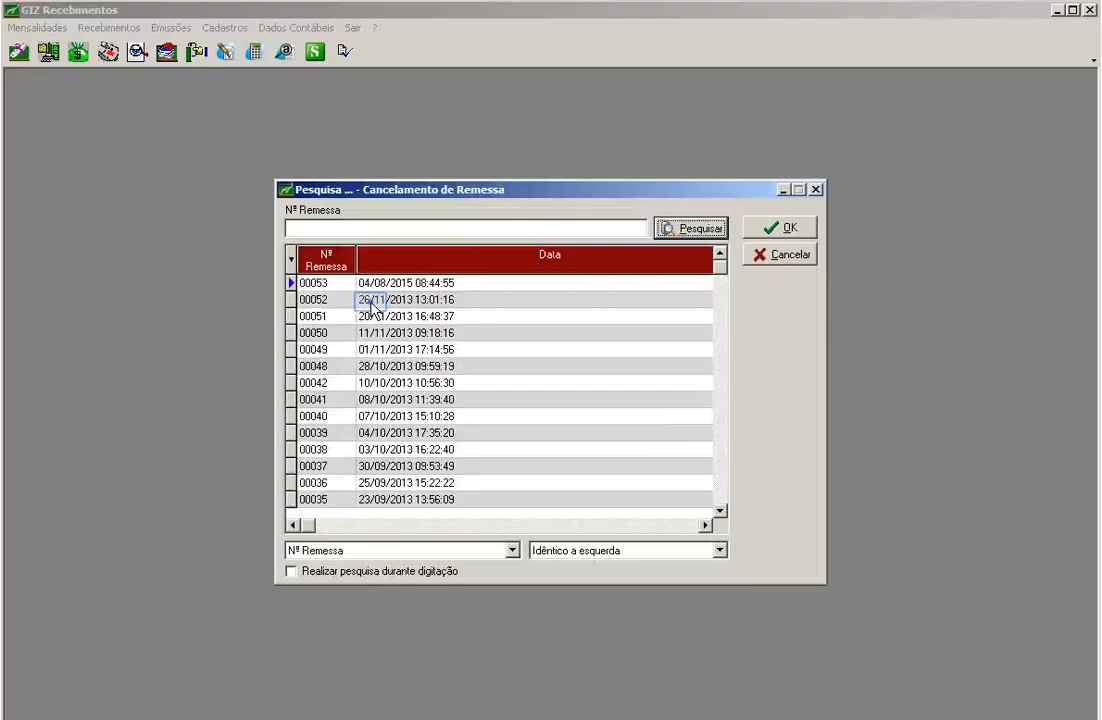 GIZ Recebimentos
Mensalidades Recebimentos Emissões Cadastros Dados Contábeis Sair ?
S
Pesquisa ... - Cancelamento de Remessa
Nº Remessa
Pesquisar
OK
Cancelar
Nº Remessa Data
00053 04/08/2015 08:44:55
00052 26/11/2013 13:01:16
00051 20/11/2013 16:48:37
00050 11/11/2013 09:18:16
00049 01/11/2013 17:14:56
00048 28/10/2013 09:59:19
00042 10/10/2013 10:56:30
00041 08/10/2013 11:39:40
00040 07/10/2013 15:10:28
00039 04/10/2013 17:35:20
00038 03/10/2013 16:22:40
00037 30/09/2013 09:53:49
00036 25/09/2013 15:22:22
00035 23/09/2013 13:56:09
Nº Remessa Idêntico a esquerda
Realizar pesquisa durante digitação